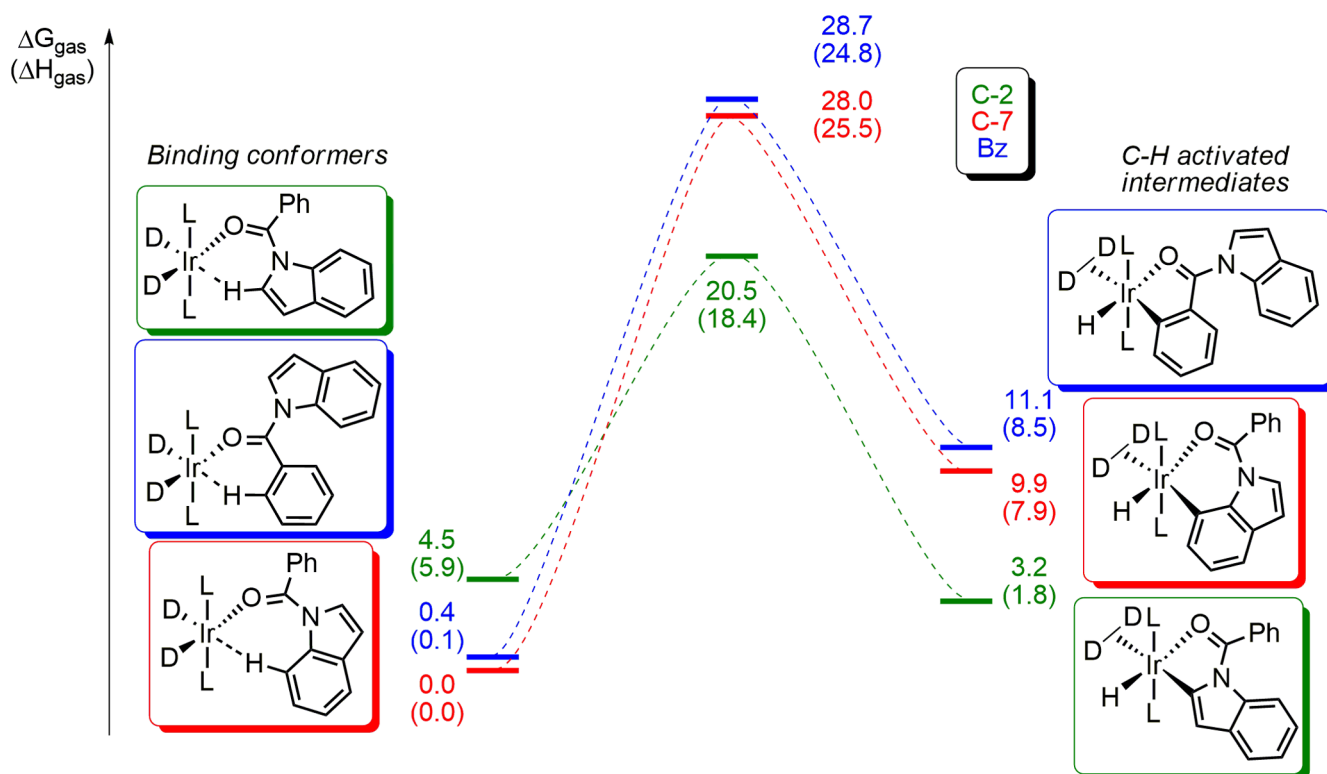 ΔGgas
(ΔHgas)
28.7
(24.8)
28.0
(25.5)
C-2
C-7
Bz
Binding conformers
C-H activated
intermediates
L
D
Ir
D
L
O
Ph
N
H
20.5
(18.4)
D
D
L
Ir
H
L
O
N
L
D
Ir
D
L
O
N
H
11.1
(8.5)
D
D
L
Ir
H
L
O
Ph
N
9.9
(7.9)
4.5
(5.9)
L
D
Ir
D
L
O
Ph
N
H
0.4
(0.1)
0.0
(0.0)
3.2
(1.8)
D
D
L
Ir
H
L
O
Ph
N